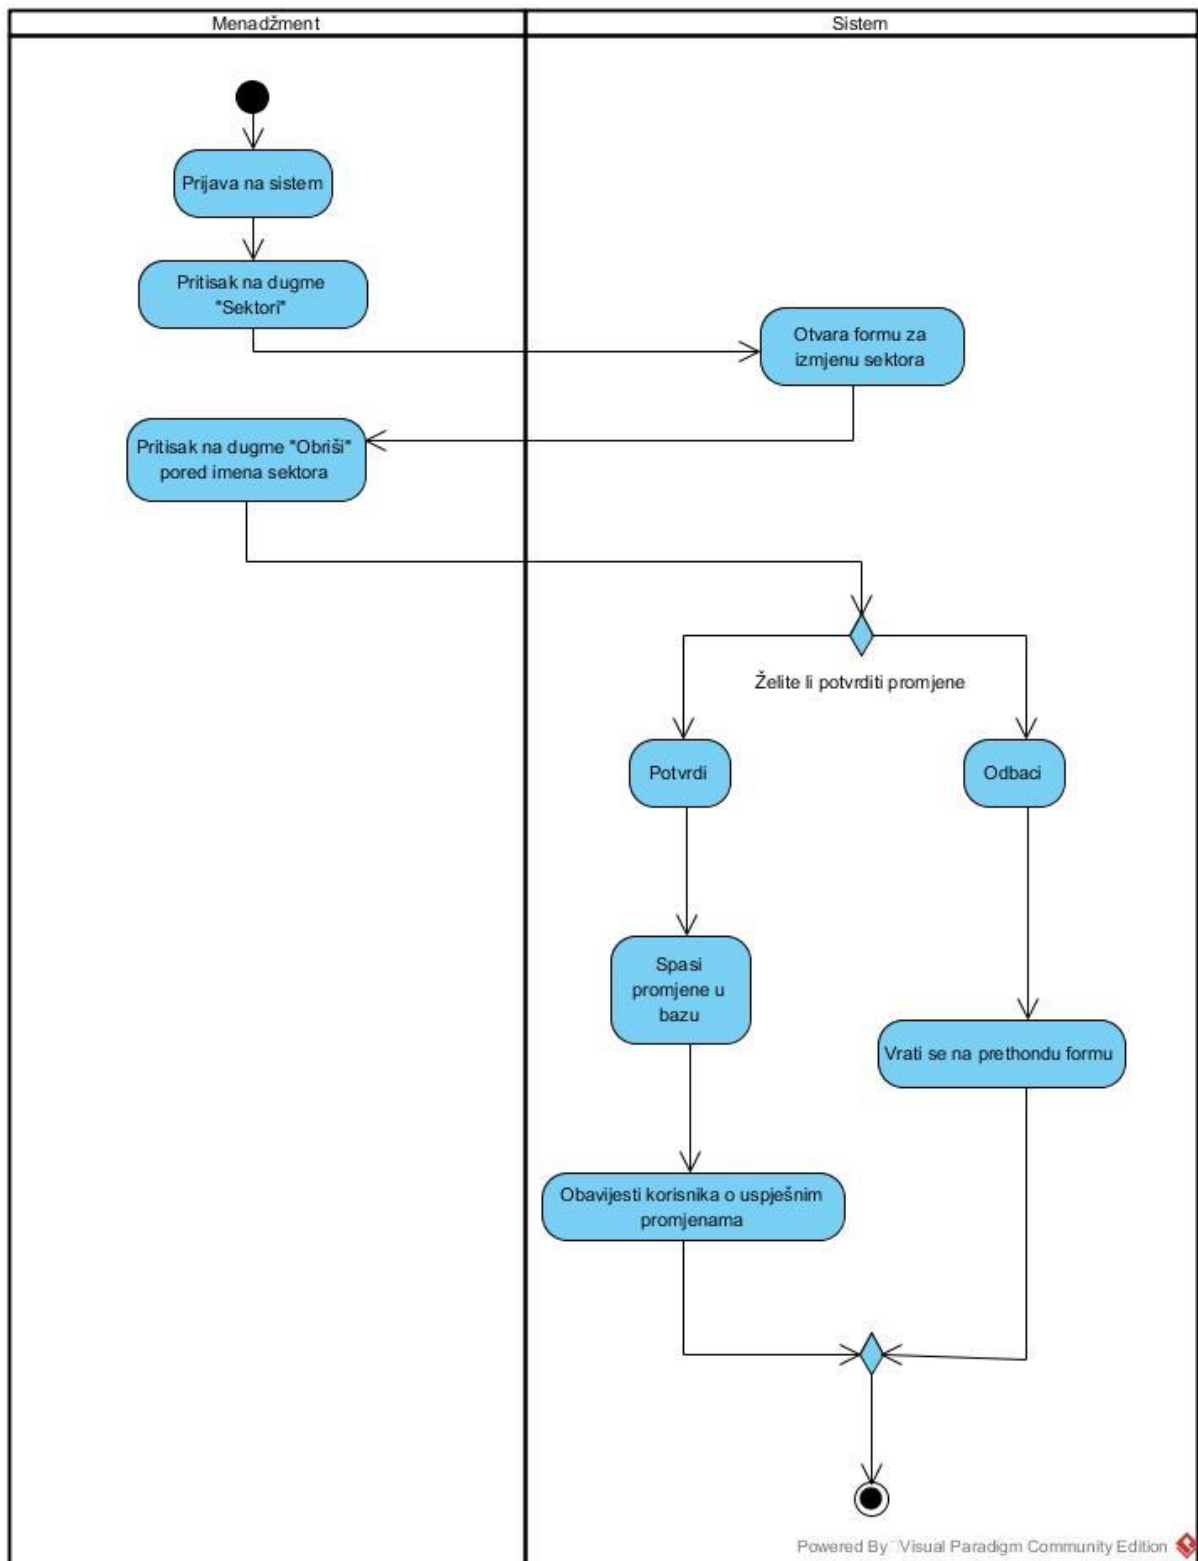 Menadžment
Sistem
Prijava na sistem
Pritisak na dugme
"Sektori"
Otvara formu za
izmjenu sektora
Pritisak na dugme "Obriši"
pored imena sektora
Želite li potvrditi promjene
Potvrdi
Odbaci
Spasi
promjene u
bazu
Vrati se na prethondu formu
Obavijesti korisnika o uspješnim
promjenama
Powered By Visual Paradigm Community Edition